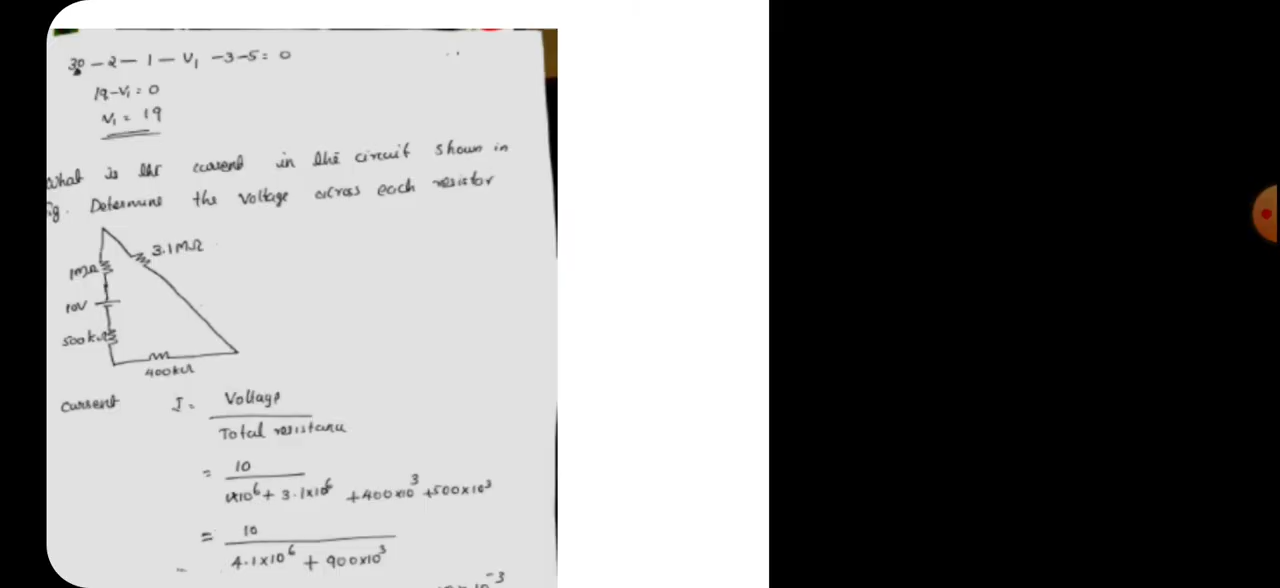 30 - 2 - 1 - V₁ - 3 - 5 = 0
19 - V₁ = 0
V₁ = 19
What is the current in the circuit shown in
fig. Determine the voltage across each resistor
3.1MΩ
1MΩ
10V
500kΩ
400kΩ
Current I = Voltage
Total resistance
= 10
1×10⁶ + 3.1×10⁶ + 400×10³ + 500×10³
= 10
4.1×10⁶ + 900×10³